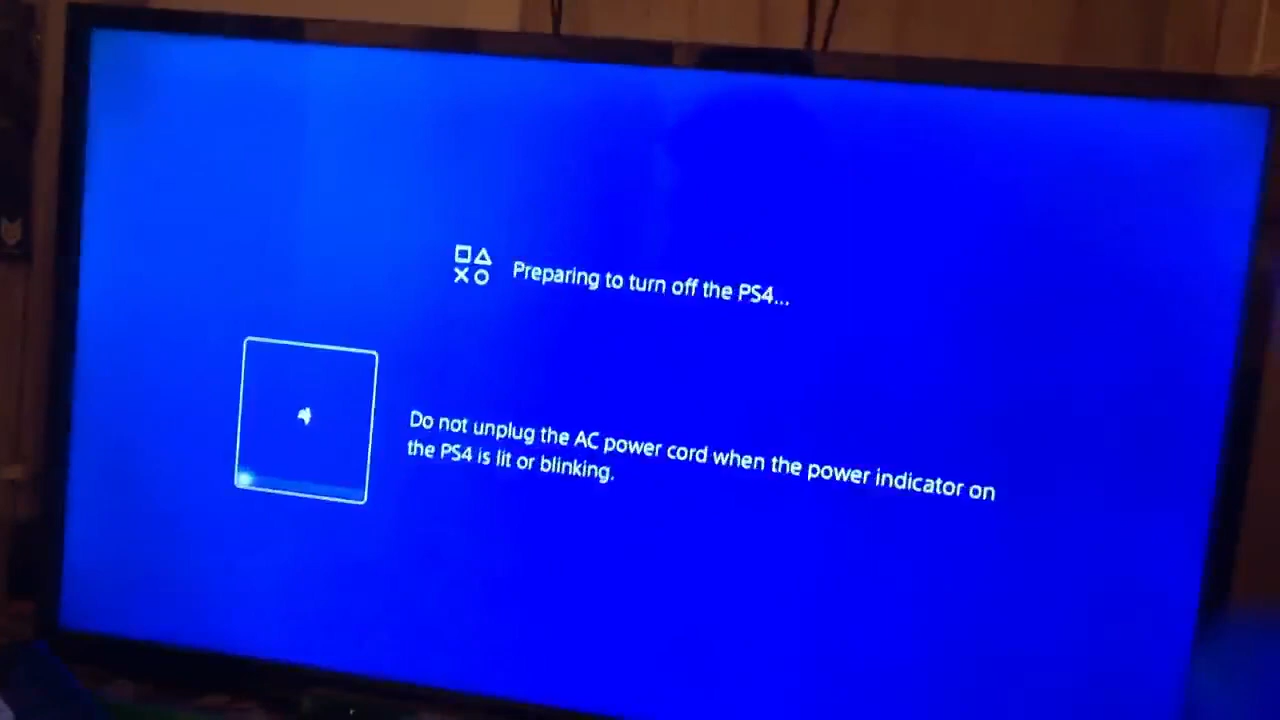 Preparing to turn off the PS4...
Do not unplug the AC power cord when the power indicator on
the PS4 is lit or blinking.